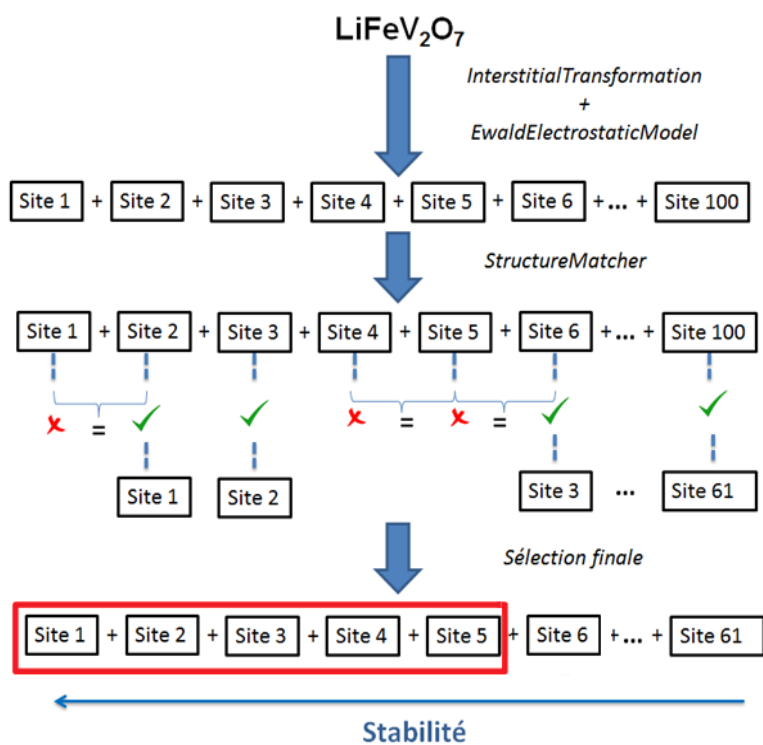 LiFeV₂O₇
InterstitialTransformation
+
EwaldElectrostaticModel
Site 1 + Site 2 + Site 3 + Site 4 + Site 5 + Site 6 +... + Site 100
StructureMatcher
Site 1 + Site 2 + Site 3 + Site 4 + Site 5 + Site 6 +... + Site 100
✗ = ✓ ✓ ✗ = ✗ = ✓ ✓
Site 1 Site 2 Site 3 ... Site 61
Sélection finale
Site 1 + Site 2 + Site 3 + Site 4 + Site 5 + Site 6 +... + Site 61
Stabilité